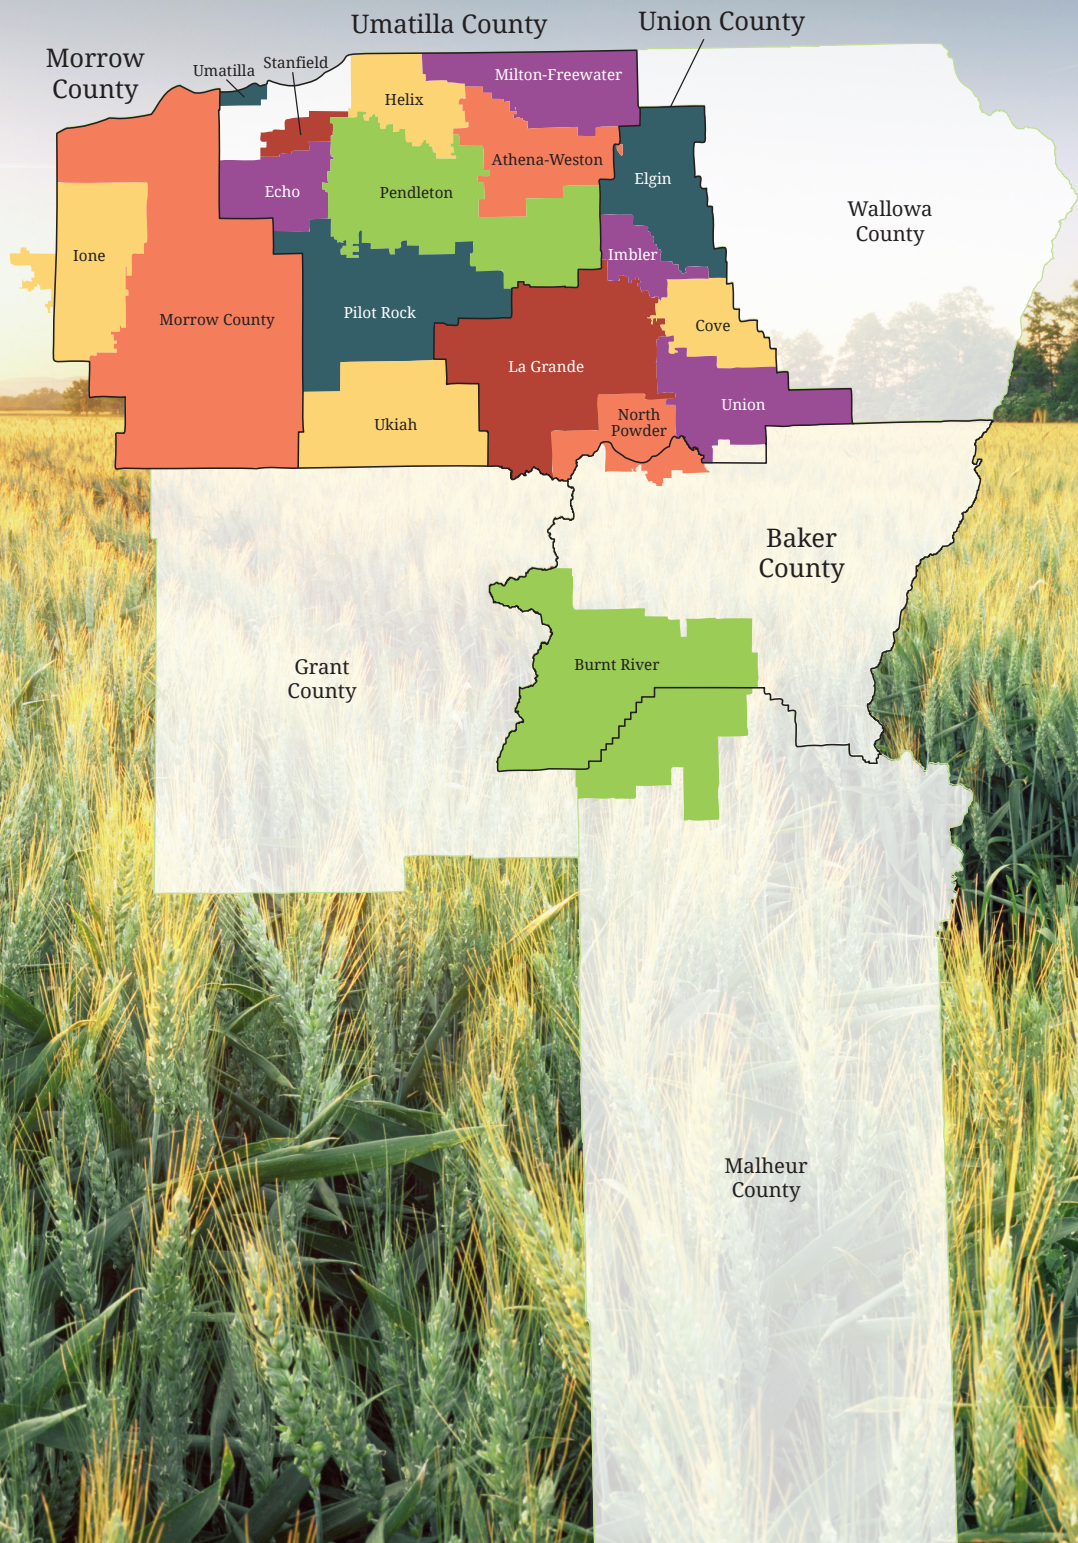 Umatilla County
Union County
Morrow
County
Umatilla
Stanfield
Milton-Freewater
Helix
Athena-Weston
Elgin
Echo
Pendleton
Wallowa
County
Ione
Imbler
Morrow County
Pilot Rock
Cove
La Grande
Union
Ukiah
North
Powder
Baker
County
Grant
County
Burnt River
Malheur
County